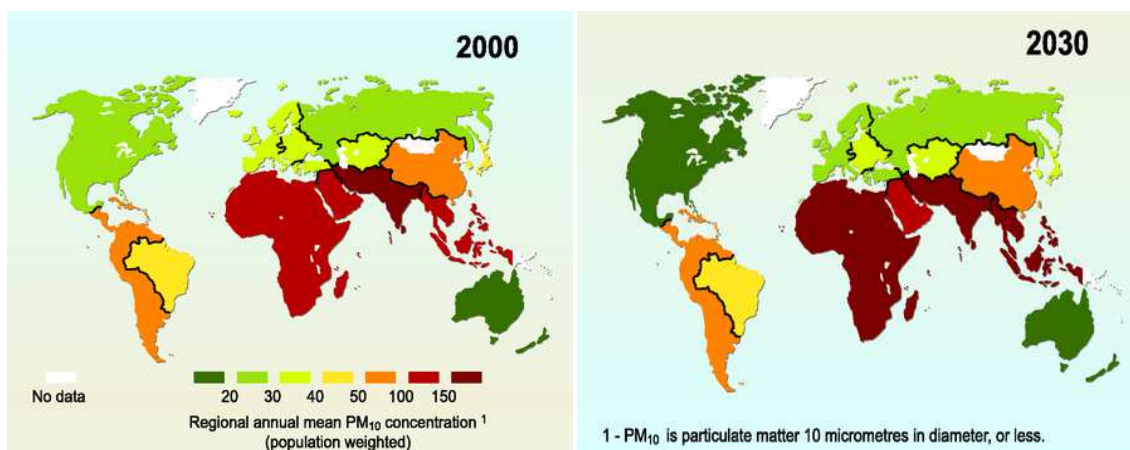 2000
No data
20 30 40 50 100 150
Regional annual mean PM₁₀ concentration ¹
(population weighted)
2030
1 - PM₁₀ is particulate matter 10 micrometres in diameter, or less.